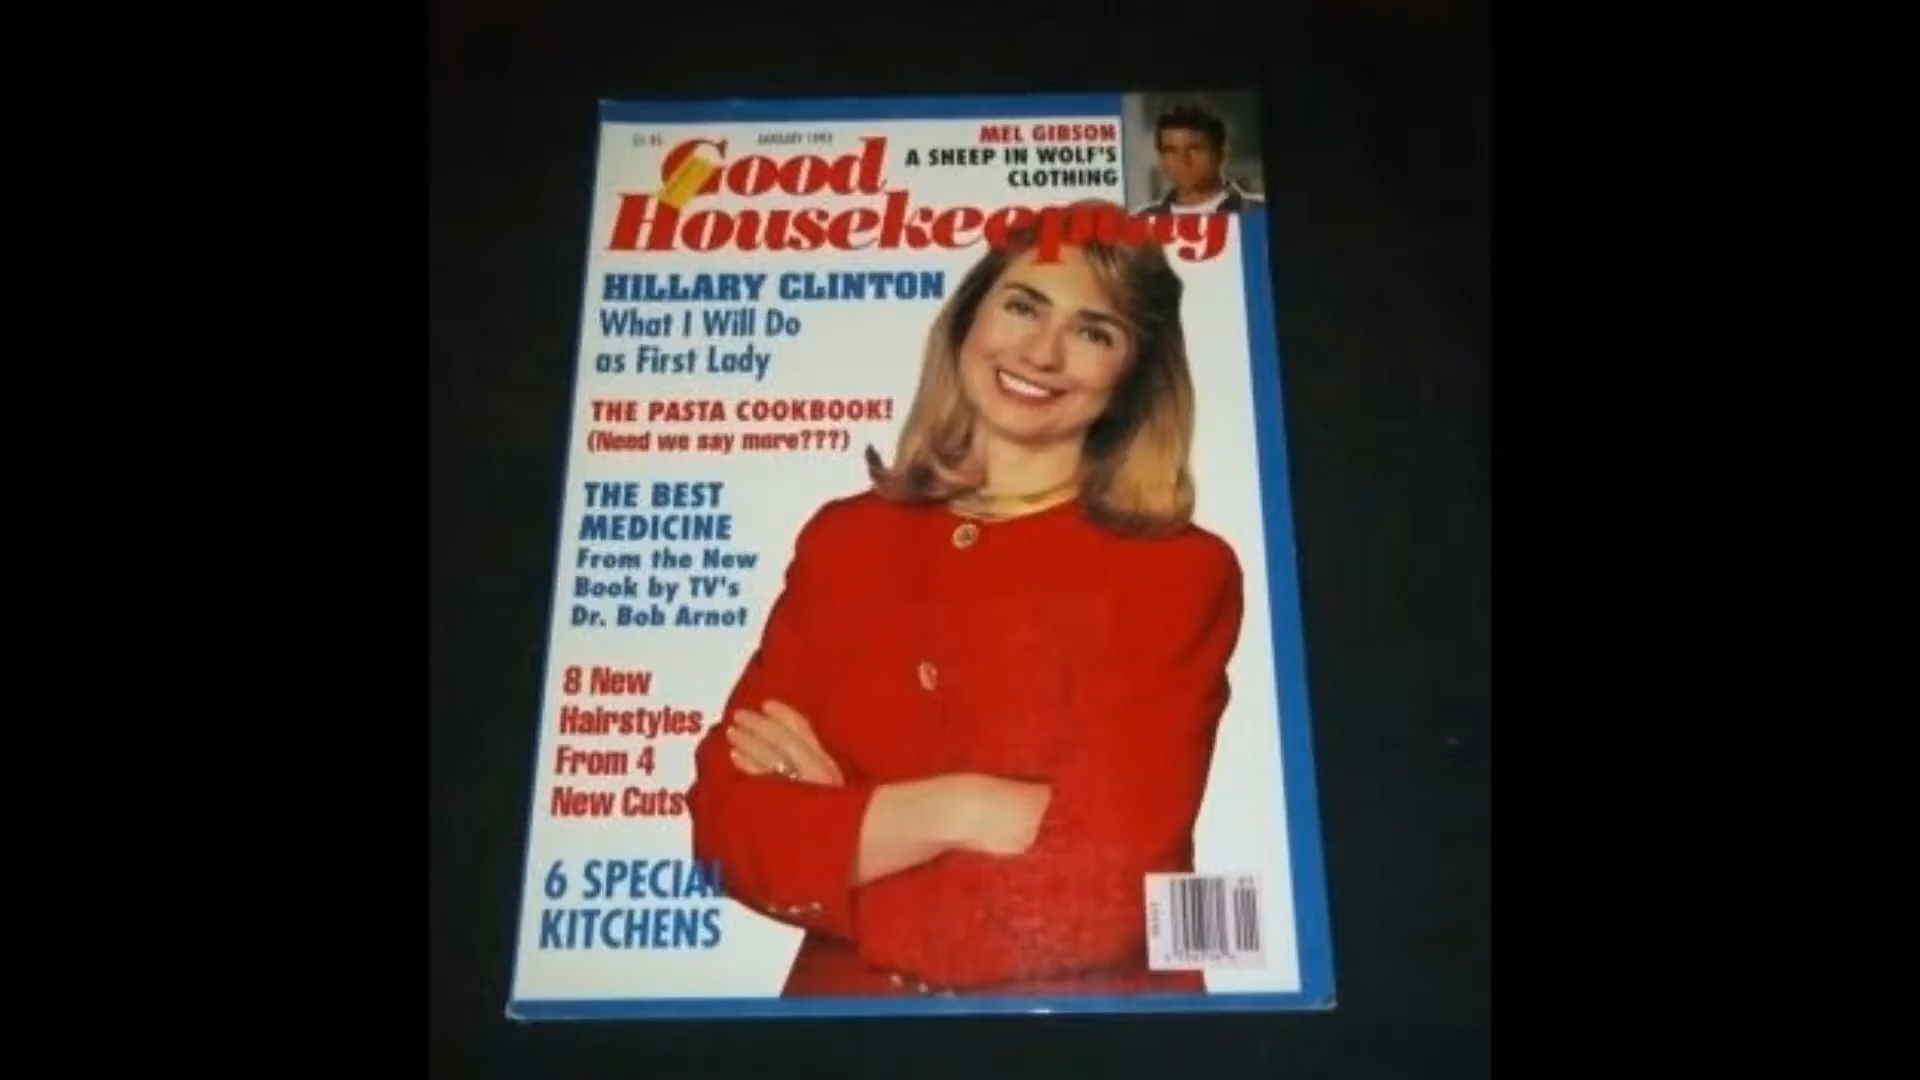 JANUARY 1993
Good
Housekeeping
MEL GIBSON
A SHEEP IN WOLF'S
CLOTHING
HILLARY CLINTON
What I Will Do
as First Lady
THE PASTA COOKBOOK!
(Need we say more???)
THE BEST
MEDICINE
From the New
Book by TV's
Dr. Bob Arnot
8 New
Hairstyles
From 4
New Cuts
6 SPECIAL
KITCHENS